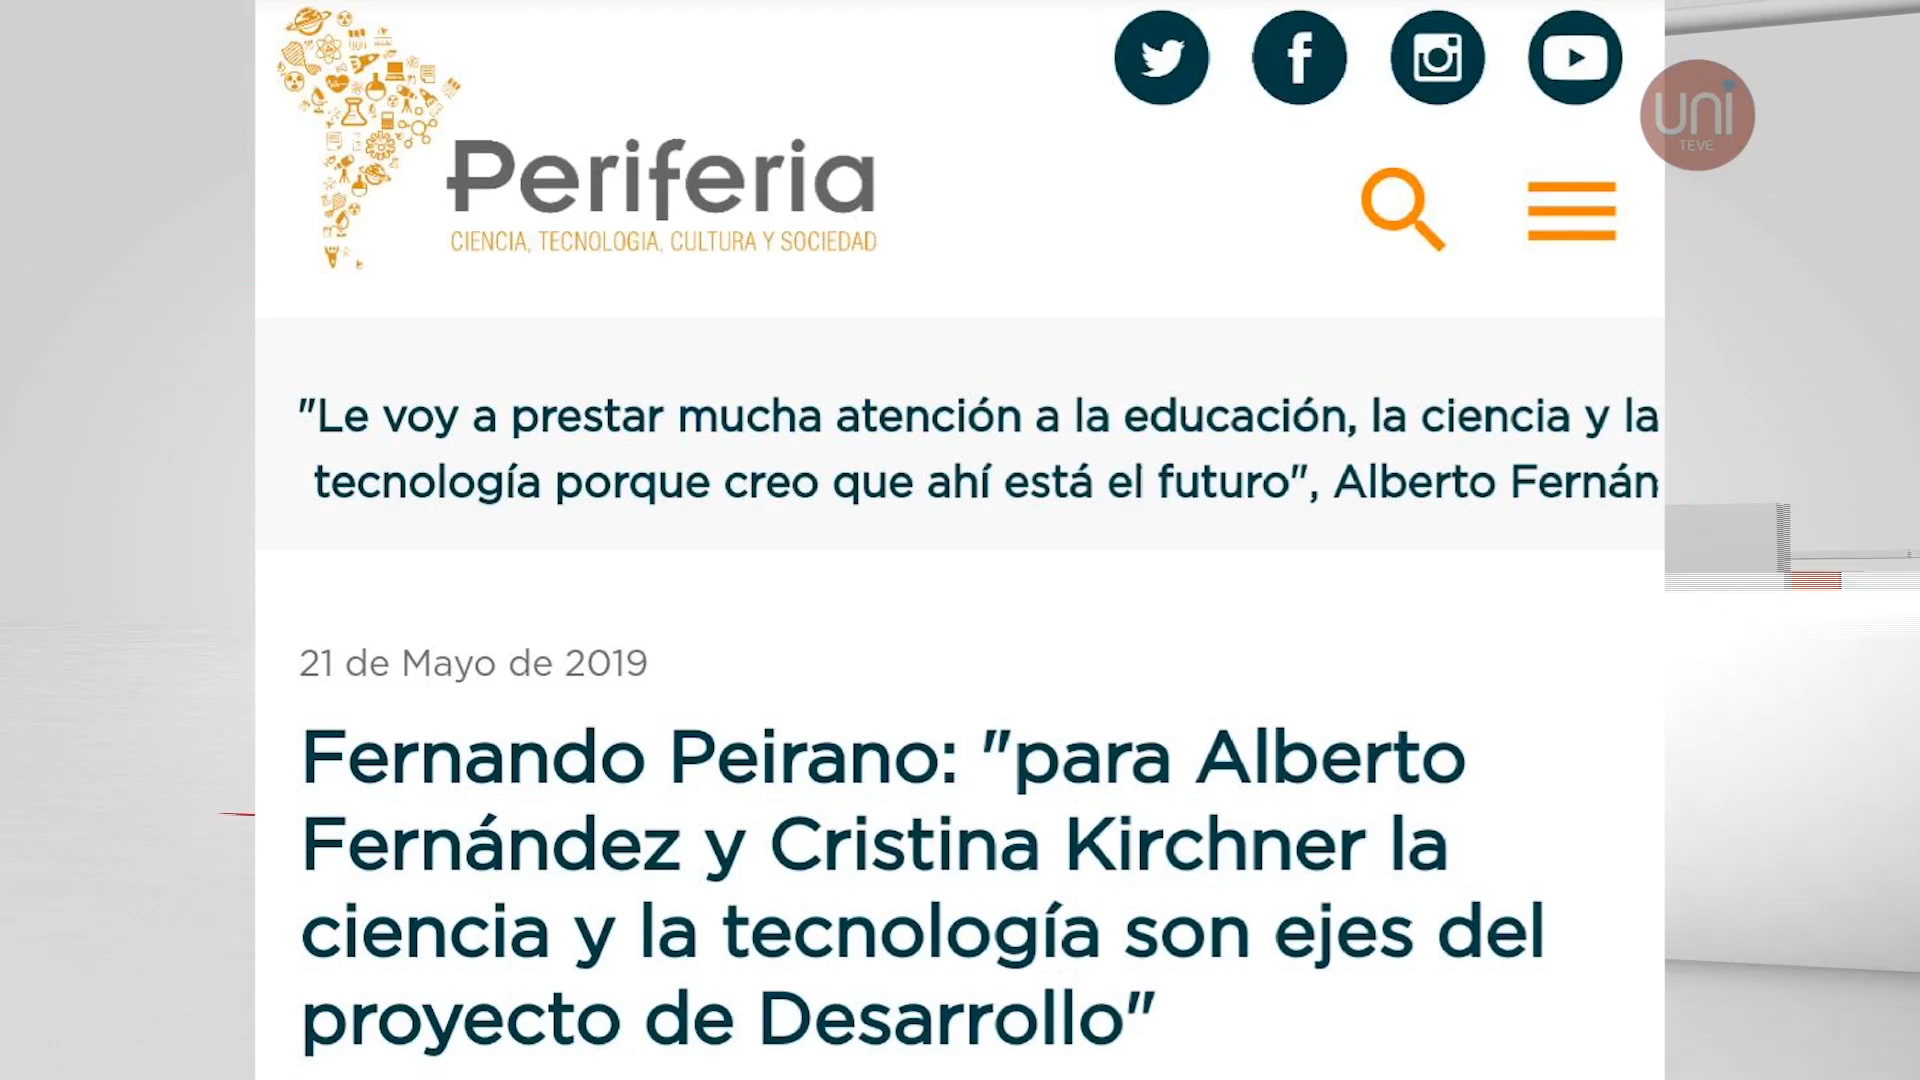 uni
TEVE
Periferia
CIENCIA, TECNOLOGIA, CULTURA Y SOCIEDAD
"Le voy a prestar mucha atención a la educación, la ciencia y la
tecnología porque creo que ahí está el futuro", Alberto Fernán
21 de Mayo de 2019
Fernando Peirano: "para Alberto
Fernández y Cristina Kirchner la
ciencia y la tecnología son ejes del
proyecto de Desarrollo"